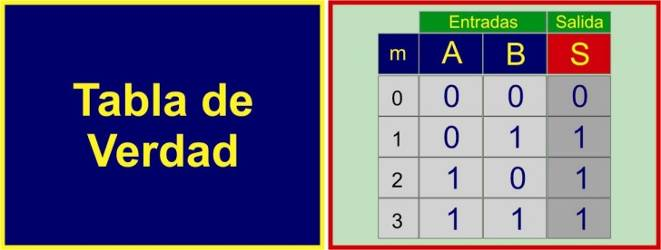 Tabla de
Verdad
Entradas Salida
m A B S
0 0 0 0
1 0 1 1
2 1 0 1
3 1 1 1